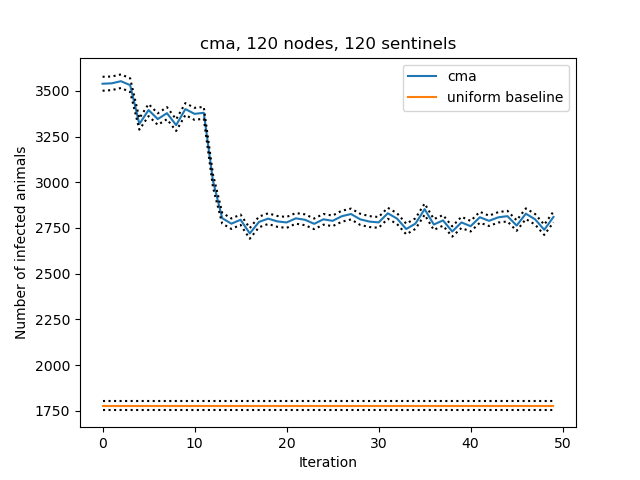 cma, 120 nodes, 120 sentinels
cma
uniform baseline
Number of infected animals
3500
3250
3000
2750
2500
2250
2000
1750
0 10 20 30 40 50
Iteration